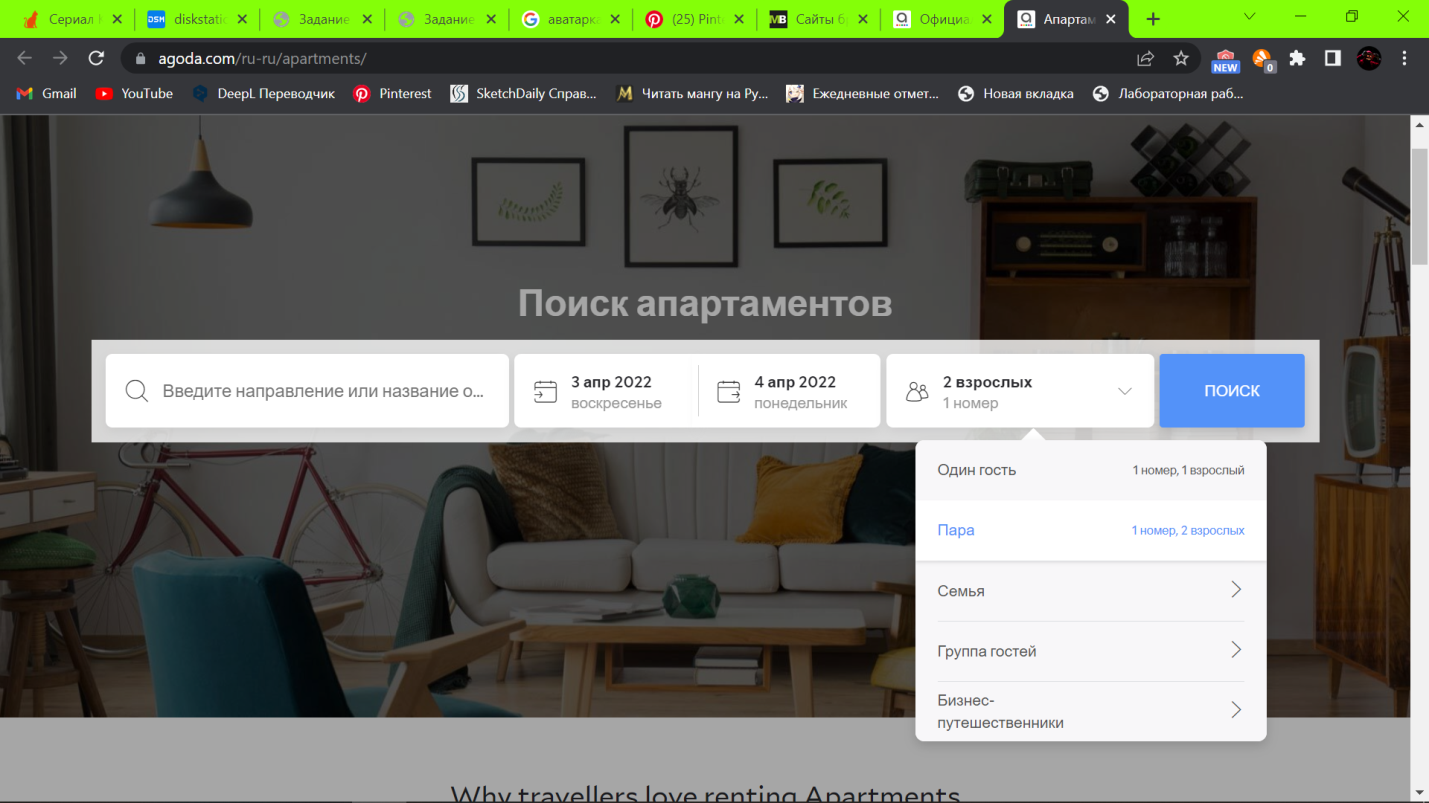 Сериал
diskstatic
Задание
Задание
аватарка
(25) Pint
Сайты б
Официа
Апартам
agoda.com/ru-ru/apartments/
NEW
0
Gmail
YouTube
DeepL Переводчик
Pinterest
SketchDaily Справ...
Читать мангу на Ру...
Ежедневные отмет...
Новая вкладка
Лабораторная раб...
Поиск апартаментов
Введите направление или название о...
3 апр 2022
воскресенье
4 апр 2022
понедельник
2 взрослых
1 номер
ПОИСК
Один гость 1 номер, 1 взрослый
Пара 1 номер, 2 взрослых
Семья
Группа гостей
Бизнес-
путешественники
Why travellers love renting Apartments